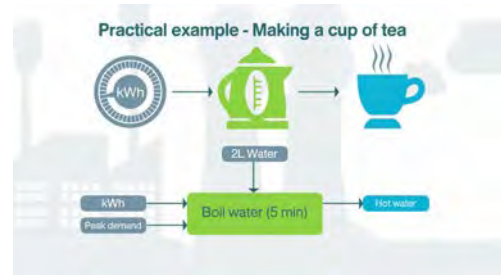 Practical example - Making a cup of tea
kWh
2L Water
kWh
Peak demand
Boil water (5 min)
Hot water